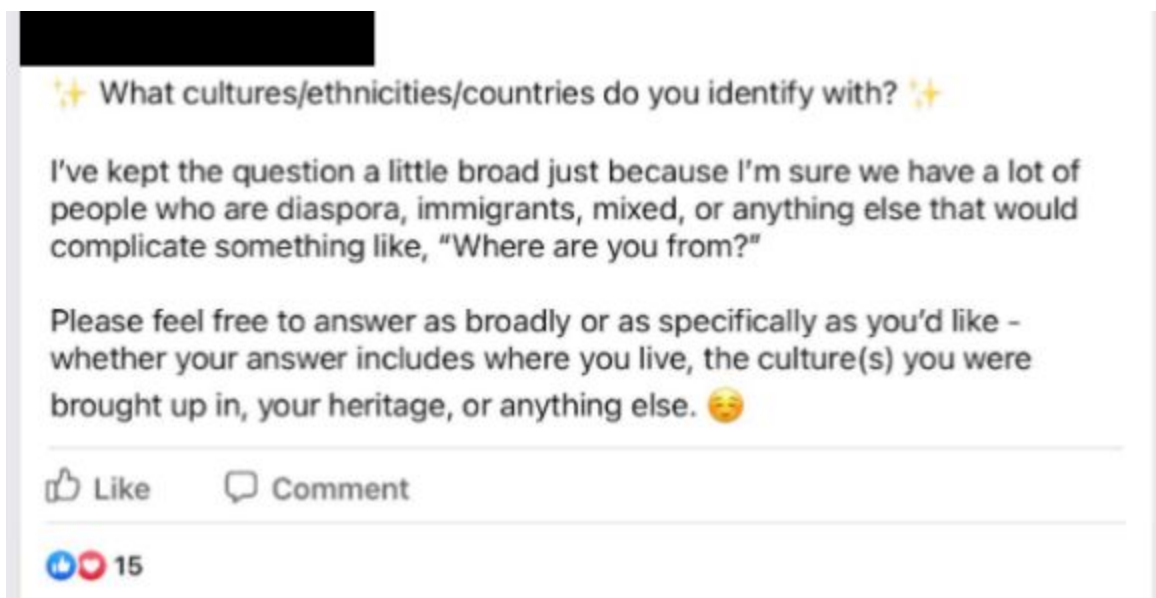 ✨ What cultures/ethnicities/countries do you identify with? ✨
I’ve kept the question a little broad just because I’m sure we have a lot of
people who are diaspora, immigrants, mixed, or anything else that would
complicate something like, “Where are you from?”
Please feel free to answer as broadly or as specifically as you’d like -
whether your answer includes where you live, the culture(s) you were
brought up in, your heritage, or anything else. ☺️
Like Comment
15